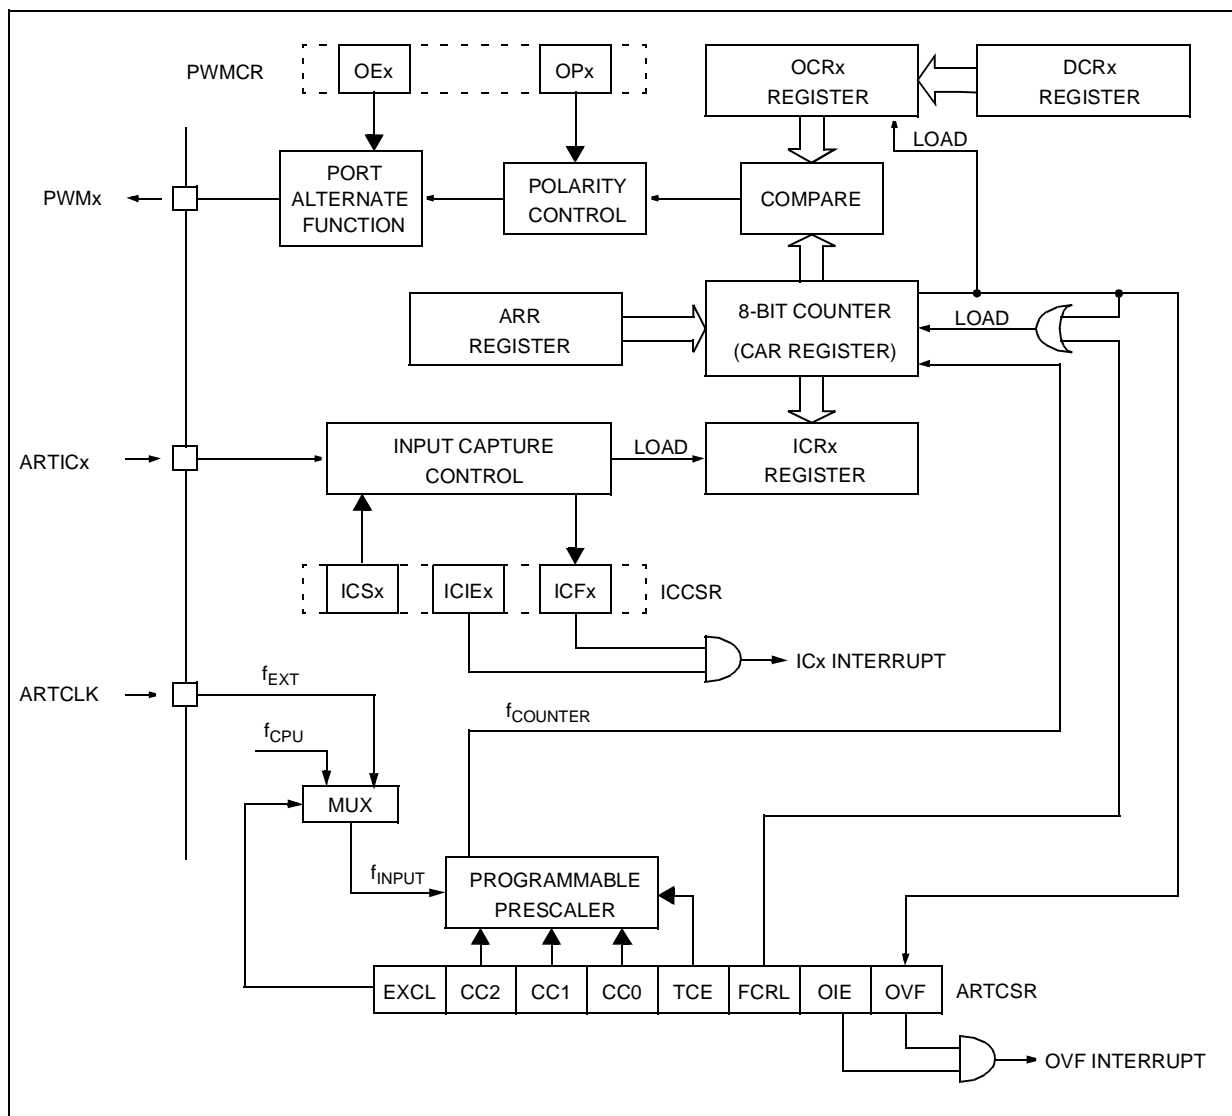 PWMCR
OEx
OPx
OCRx
REGISTER
DCRx
REGISTER
LOAD
PWMx
PORT
ALTERNATE
FUNCTION
POLARITY
CONTROL
COMPARE
ARR
REGISTER
8-BIT COUNTER
(CAR REGISTER)
LOAD
ARTICx
INPUT CAPTURE
CONTROL
LOAD
ICRx
REGISTER
ICSx
ICIEx
ICFx
ICCSR
ICx INTERRUPT
ARTCLK
fEXT
fCPU
fCOUNTER
MUX
fINPUT
PROGRAMMABLE
PRESCALER
EXCL
CC2
CC1
CC0
TCE
FCRL
OIE
OVF
ARTCSR
OVF INTERRUPT